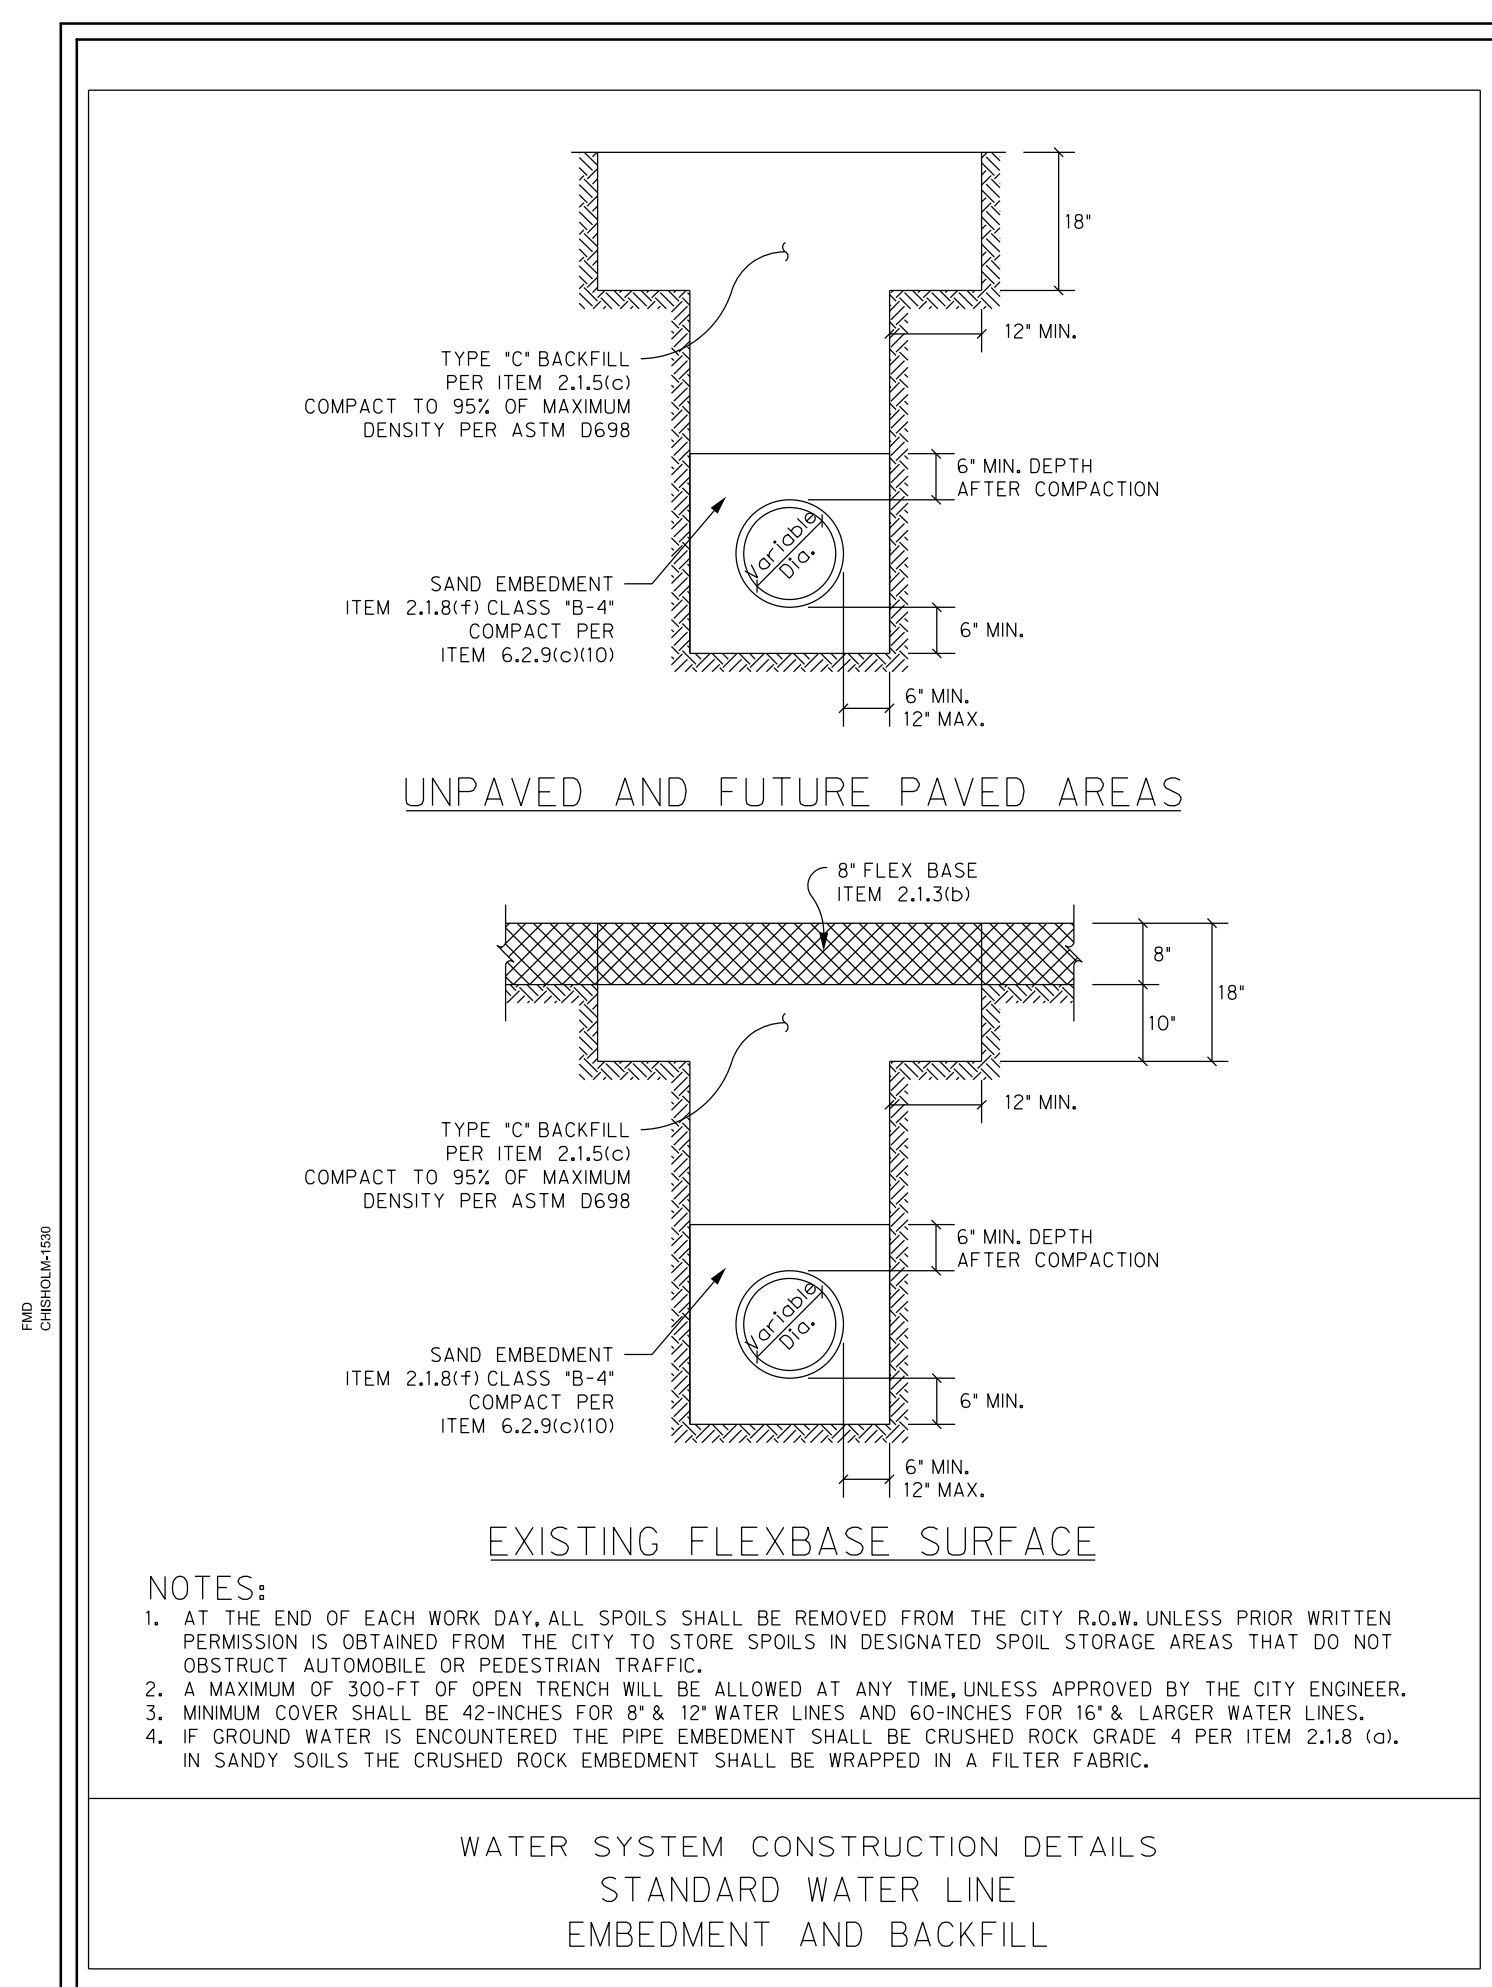 18"
12" MIN.
TYPE "C" BACKFILL
PER ITEM 2.1.5(c)
COMPACT TO 95% OF MAXIMUM
DENSITY PER ASTM D698
6" MIN. DEPTH
AFTER COMPACTION
Variable
Dia.
SAND EMBEDMENT
ITEM 2.1.8(f) CLASS "B-4"
COMPACT PER
ITEM 6.2.9(c)(10)
6" MIN.
6" MIN.
12" MAX.
UNPAVED AND FUTURE PAVED AREAS
8" FLEX BASE
ITEM 2.1.3(b)
8"
18"
10"
12" MIN.
TYPE "C" BACKFILL
PER ITEM 2.1.5(c)
COMPACT TO 95% OF MAXIMUM
DENSITY PER ASTM D698
6" MIN. DEPTH
AFTER COMPACTION
Variable
Dia.
SAND EMBEDMENT
ITEM 2.1.8(f) CLASS "B-4"
COMPACT PER
ITEM 6.2.9(c)(10)
6" MIN.
6" MIN.
12" MAX.
EXISTING FLEXBASE SURFACE
NOTES:
1. AT THE END OF EACH WORK DAY, ALL SPOILS SHALL BE REMOVED FROM THE CITY R.O.W. UNLESS PRIOR WRITTEN
PERMISSION IS OBTAINED FROM THE CITY TO STORE SPOILS IN DESIGNATED SPOIL STORAGE AREAS THAT DO NOT
OBSTRUCT AUTOMOBILE OR PEDESTRIAN TRAFFIC.
2. A MAXIMUM OF 300-FT OF OPEN TRENCH WILL BE ALLOWED AT ANY TIME, UNLESS APPROVED BY THE CITY ENGINEER.
3. MINIMUM COVER SHALL BE 42-INCHES FOR 8" & 12" WATER LINES AND 60-INCHES FOR 16" & LARGER WATER LINES.
4. IF GROUND WATER IS ENCOUNTERED THE PIPE EMBEDMENT SHALL BE CRUSHED ROCK GRADE 4 PER ITEM 2.1.8 (a).
IN SANDY SOILS THE CRUSHED ROCK EMBEDMENT SHALL BE WRAPPED IN A FILTER FABRIC.
WATER SYSTEM CONSTRUCTION DETAILS
STANDARD WATER LINE
EMBEDMENT AND BACKFILL
FMD
CHISHOLM-1530